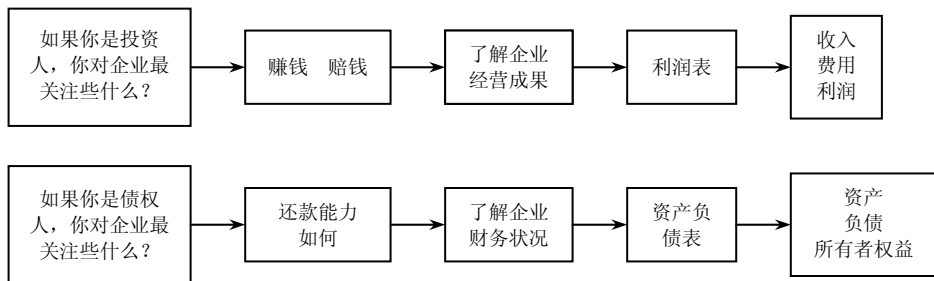 如果你是投资
人，你对企业最
关注些什么？
赚钱　赔钱
了解企业
经营成果
利润表
收入
费用
利润
如果你是债权
人，你对企业最
关注些什么？
还款能力
如何
了解企业
财务状况
资产负
债表
资产
负债
所有者权益